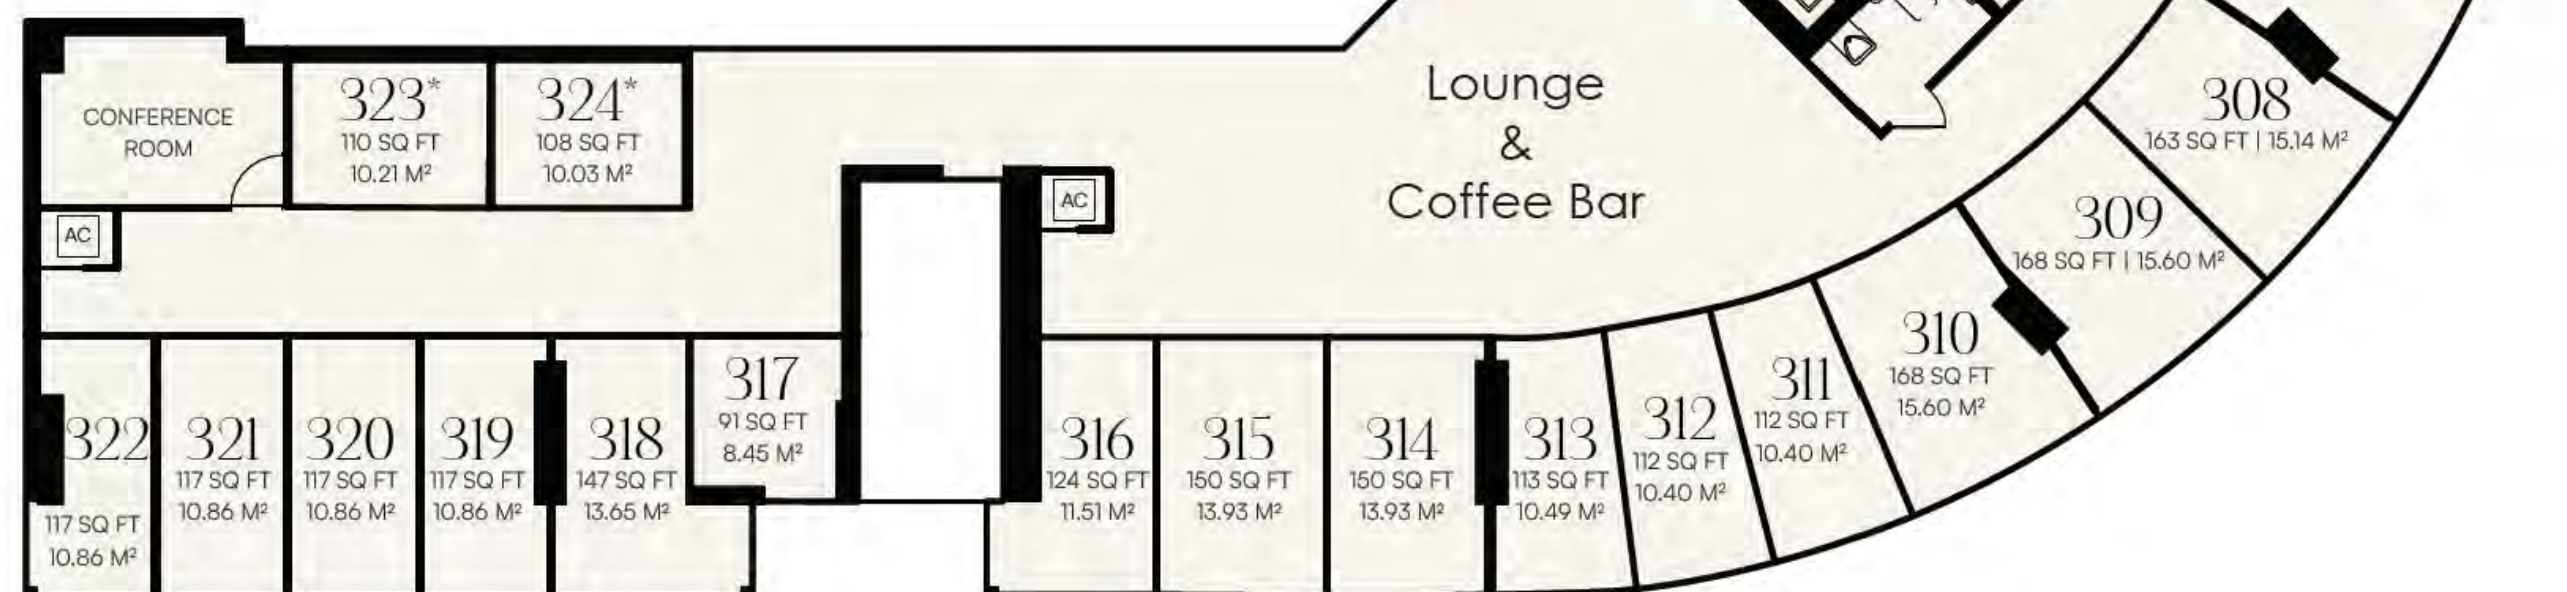 CONFERENCE
ROOM
323*
110 SQ FT
10.21 M²
324*
108 SQ FT
10.03 M²
Lounge
&
Coffee Bar
308
163 SQ FT | 15.14 M²
309
168 SQ FT | 15.60 M²
AC
AC
310
168 SQ FT
15.60 M²
322
117 SQ FT
10.86 M²
321
117 SQ FT
10.86 M²
320
117 SQ FT
10.86 M²
319
117 SQ FT
10.86 M²
318
147 SQ FT
13.65 M²
317
91 SQ FT
8.45 M²
316
124 SQ FT
11.51 M²
315
150 SQ FT
13.93 M²
314
150 SQ FT
13.93 M²
313
113 SQ FT
10.49 M²
312
112 SQ FT
10.40 M²
311
112 SQ FT
10.40 M²